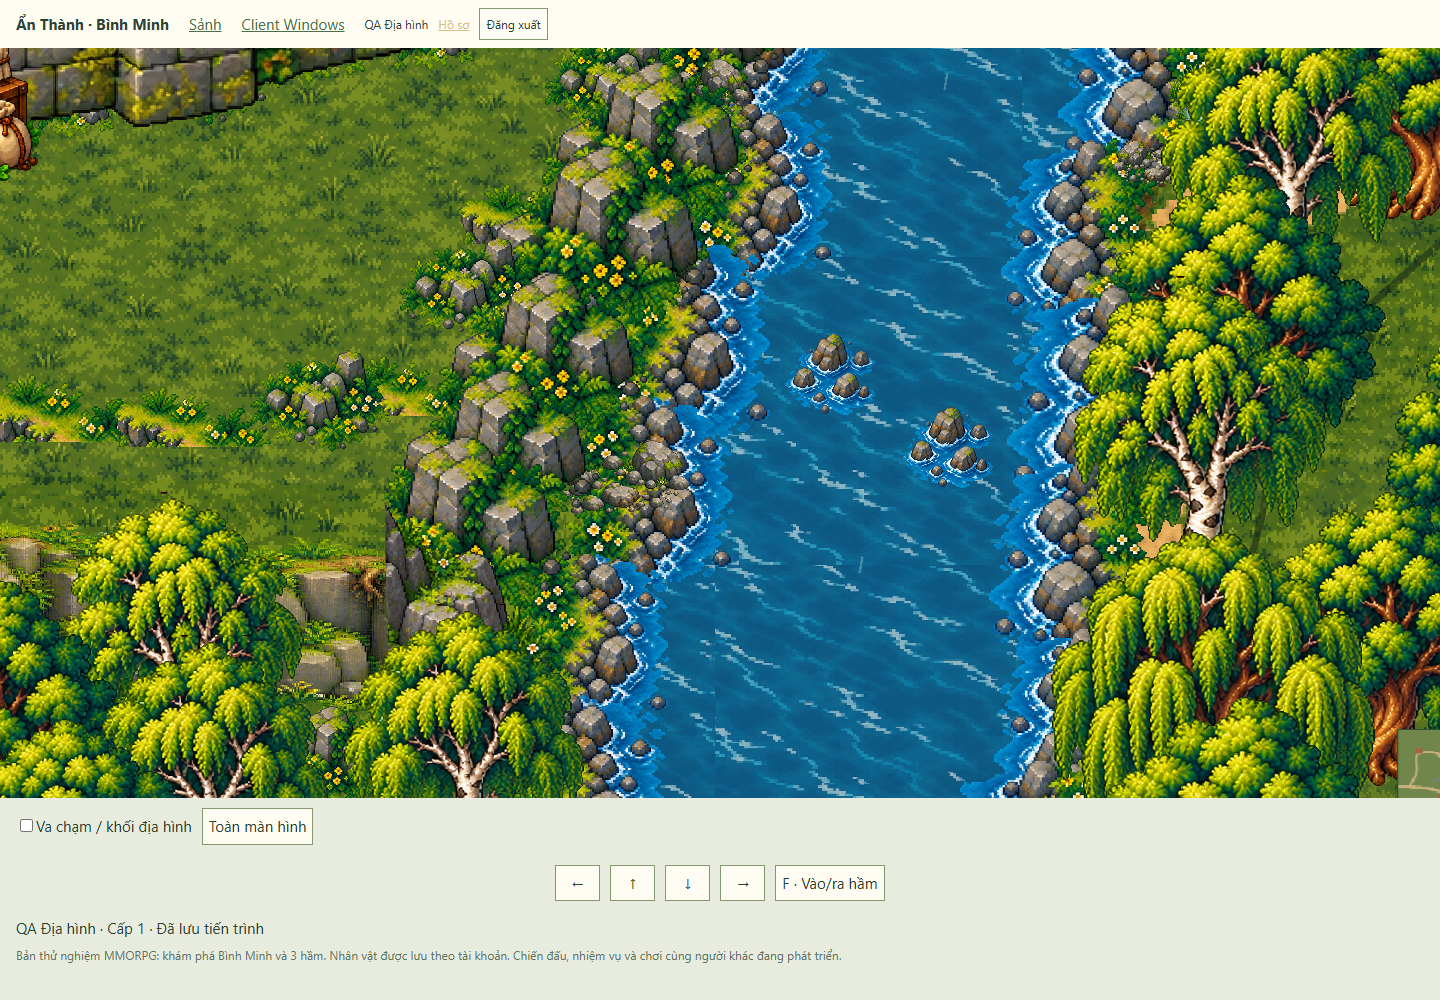 Ẩn Thành · Bình Minh Sảnh Client Windows QA Địa hình Hồ sơ Đăng xuất
Va chạm / khối địa hình Toàn màn hình
← ↑ ↓ → F · Vào/ra hầm
QA Địa hình · Cấp 1 · Đã lưu tiến trình
Bản thử nghiệm MMORPG: khám phá Bình Minh và 3 hầm. Nhân vật được lưu theo tài khoản. Chiến đấu, nhiệm vụ và chơi cùng người khác đang phát triển.